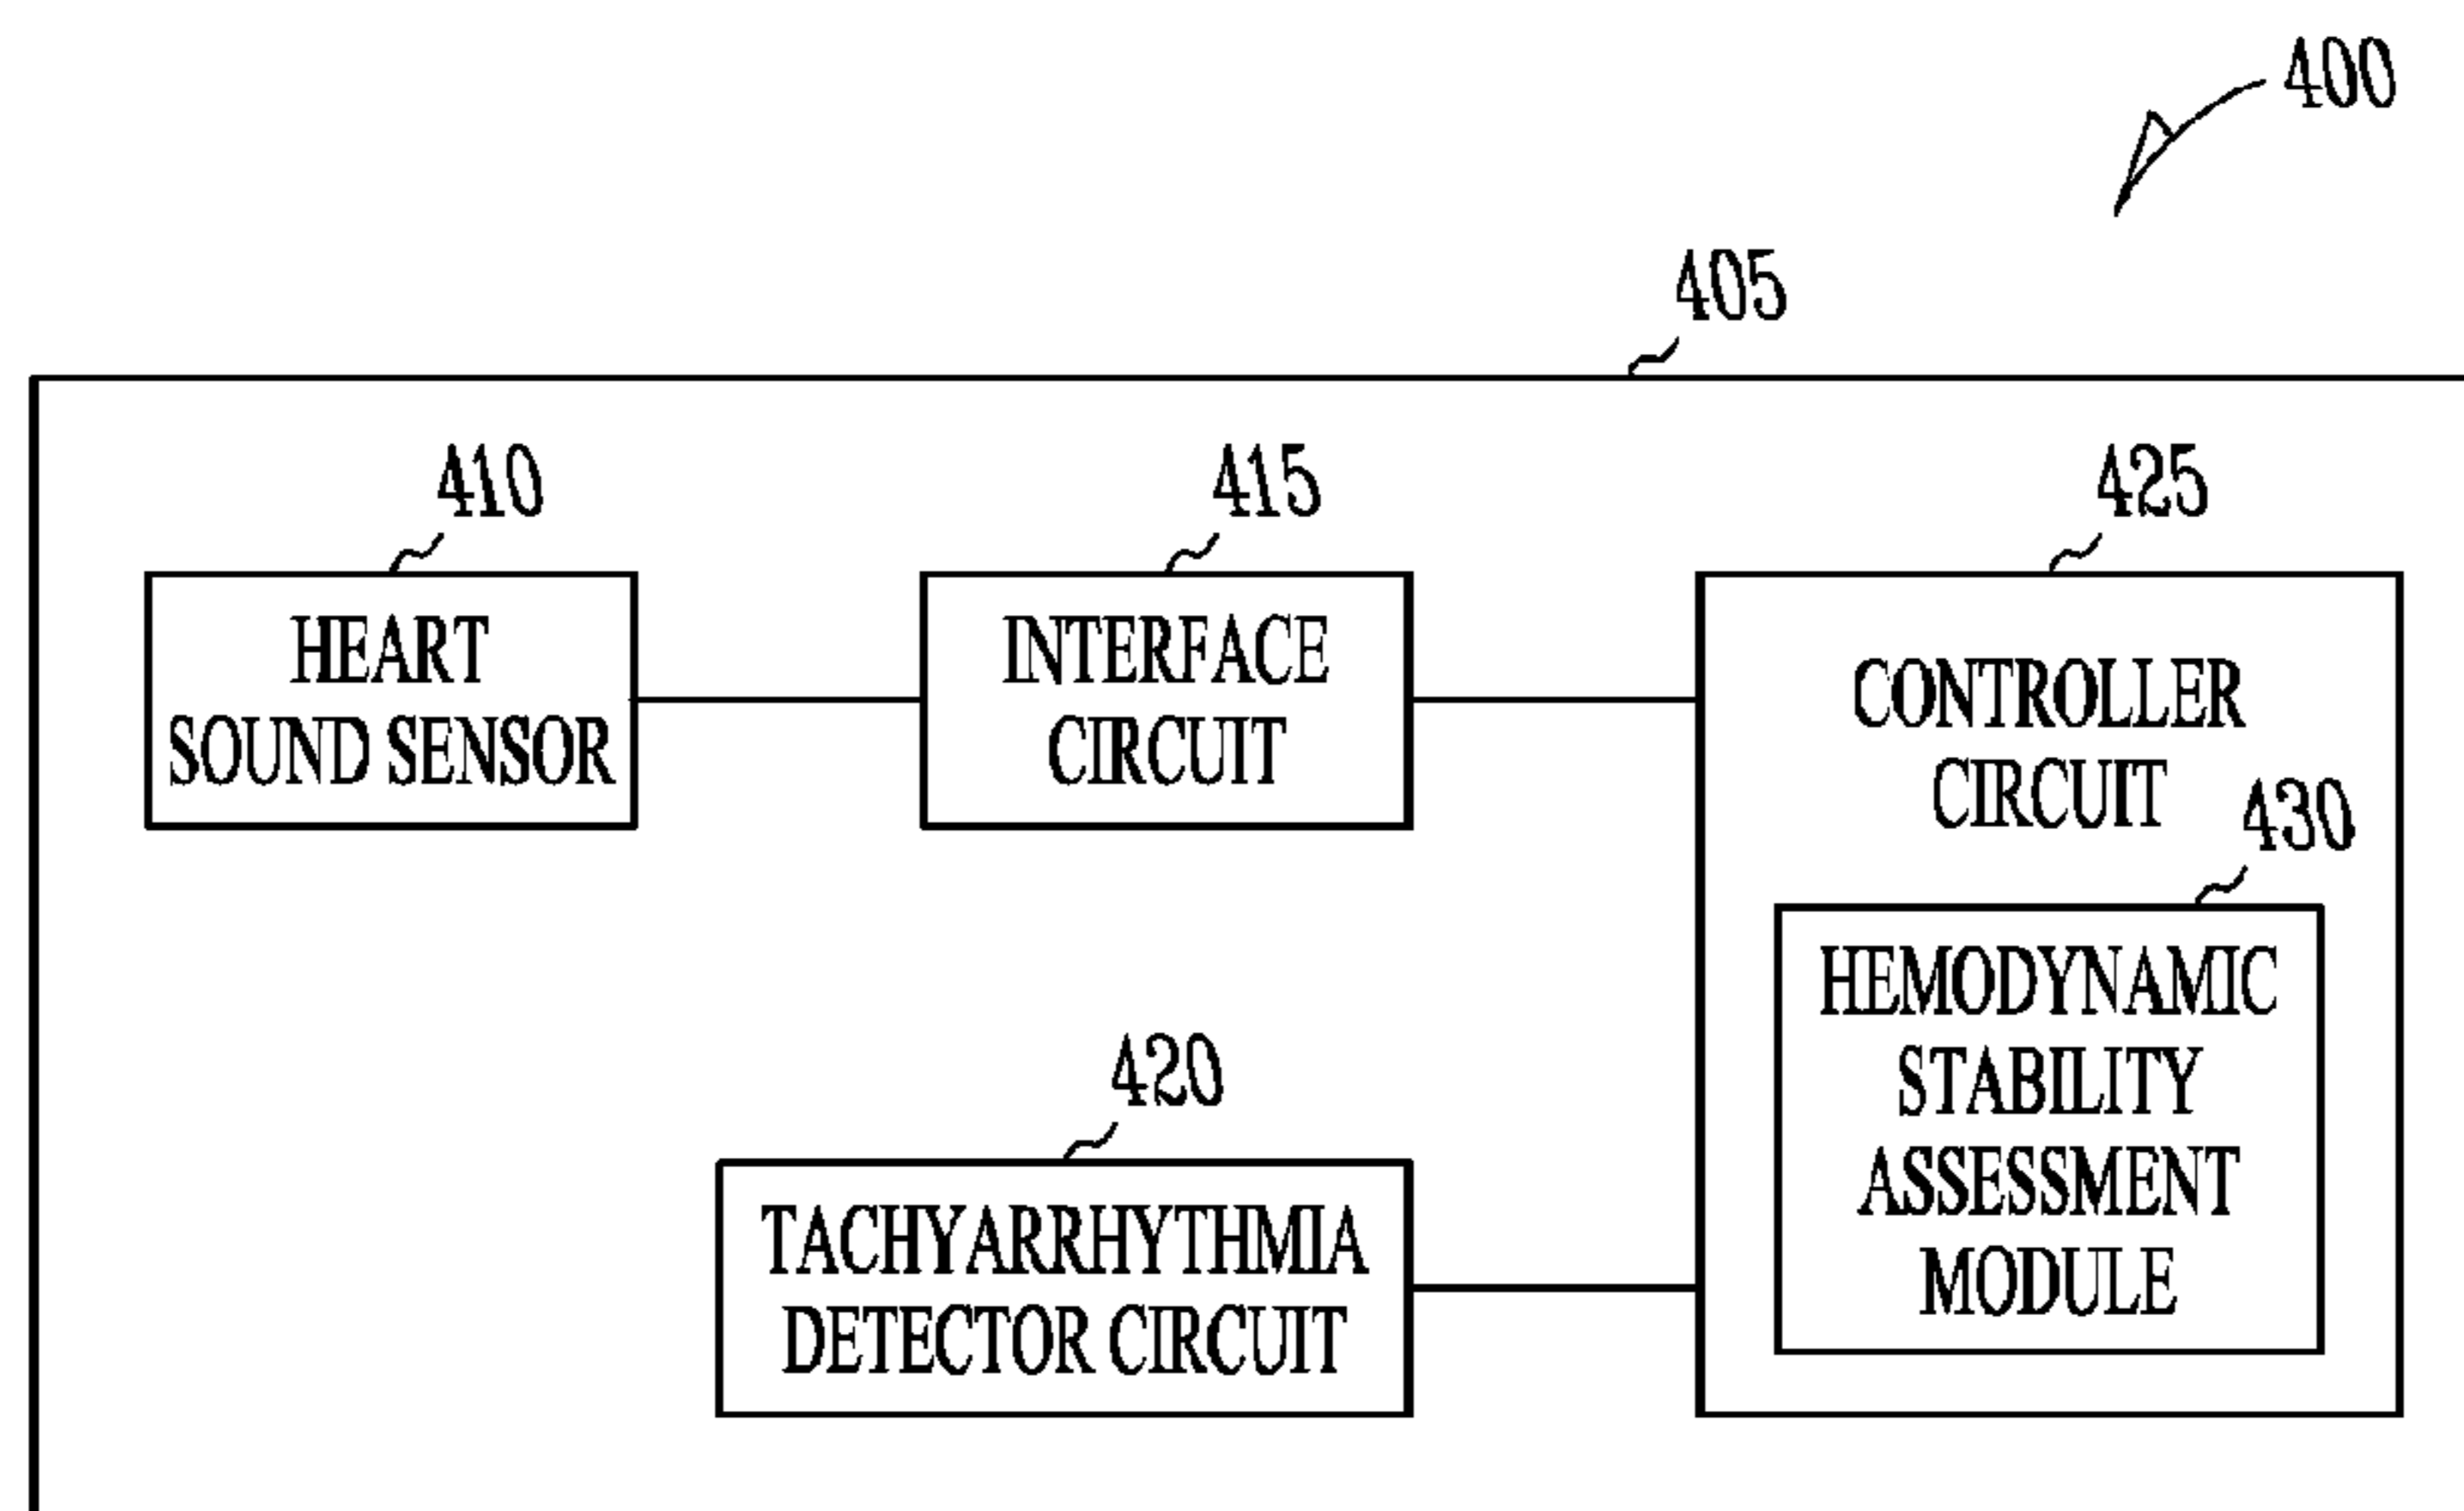 400
405
410
415
425
HEART
SOUND SENSOR
INTERFACE
CIRCUIT
CONTROLLER
CIRCUIT
430
HEMODYNAMIC
STABILITY
ASSESSMENT
MODULE
420
TACHYARRHYTHMIA
DETECTOR CIRCUIT